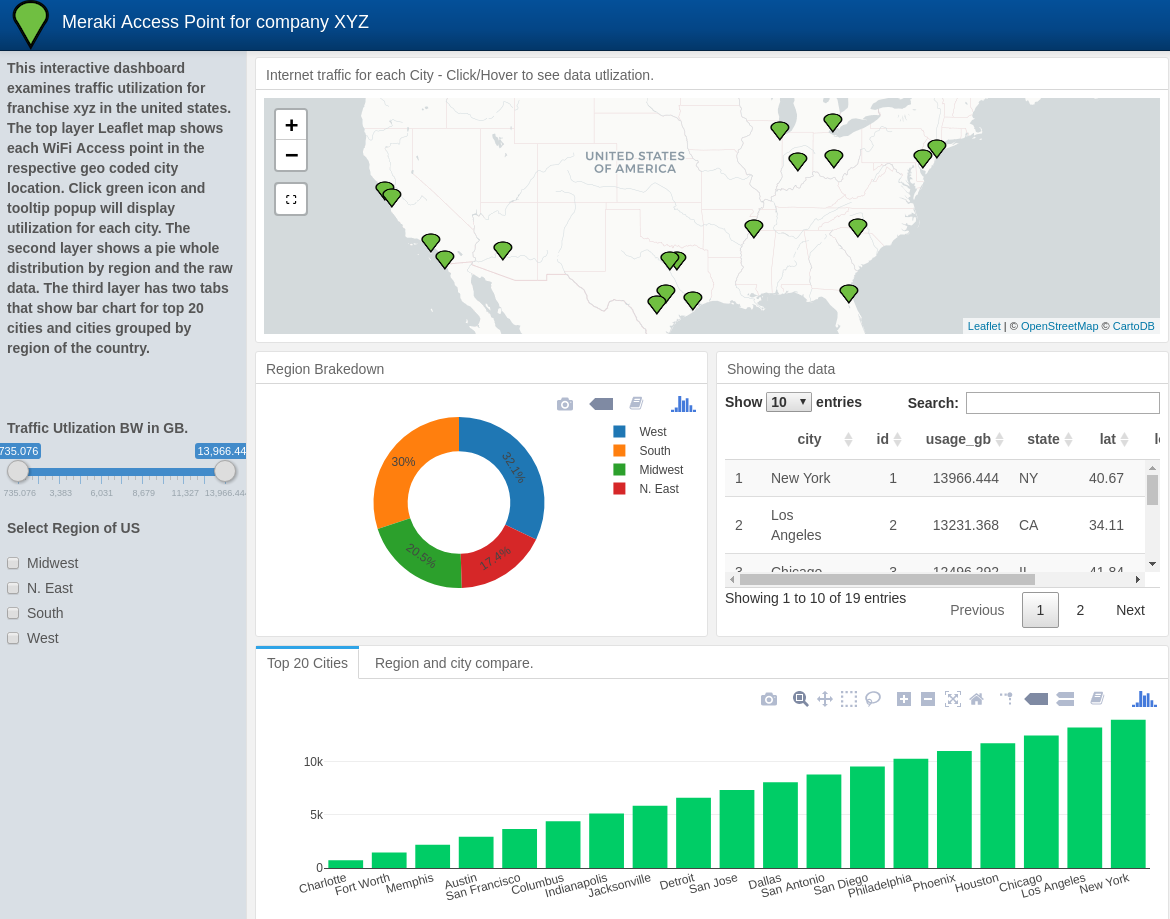 Meraki Access Point for company XYZ
This interactive dashboard
examines traffic utilization for
franchise xyz in the united states.
The top layer Leaflet map shows
each WiFi Access point in the
respective geo coded city
location. Click green icon and
tooltip popup will display
utilization for each city. The
second layer shows a pie whole
distribution by region and the raw
data. The third layer has two tabs
that show bar chart for top 20
cities and cities grouped by
region of the country.
Traffic Utlization BW in GB.
735.076 13,966.44
735.076 3,383 6,031 8,679 11,327 13,966.44
Select Region of US
Midwest
N. East
South
West
Internet traffic for each City - Click/Hover to see data utlization.
+
−
UNITED STATES
OF AMERICA
Leaflet | © OpenStreetMap © CartoDB
Region Brakedown
West
South
Midwest
N. East
30%
32.1%
20.5%
17.4%
Showing the data
Show 10 entries Search:
city id usage_gb state lat
1 New York 1 13966.444 NY 40.67
2 Los Angeles 2 13231.368 CA 34.11
3 Chicago 3 12496.292 IL 41.84
Showing 1 to 10 of 19 entries
Previous 1 2 Next
Top 20 Cities Region and city compare.
10k
5k
0
Charlotte Fort Worth Memphis Austin San Francisco Columbus Indianapolis Jacksonville Detroit San Jose Dallas San Antonio San Diego Philadelphia Phoenix Houston Chicago Los Angeles New York